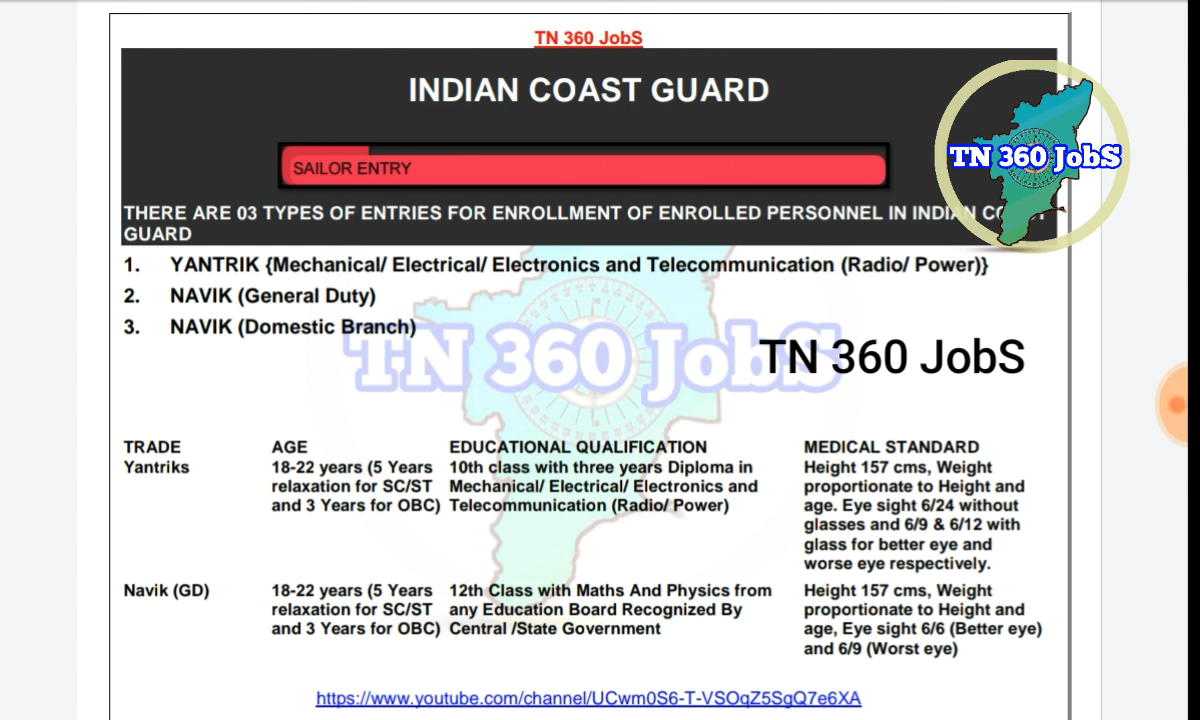 TN 360 JobS
INDIAN COAST GUARD
TN 360 JobS
SAILOR ENTRY
THERE ARE 03 TYPES OF ENTRIES FOR ENROLLMENT OF ENROLLED PERSONNEL IN INDIAN
GUARD
1. YANTRIK {Mechanical/ Electrical/ Electronics and Telecommunication (Radio/ Power)}
2. NAVIK (General Duty)
3. NAVIK (Domestic Branch)
TN 360 JobS
TN 360 JobS
TRADE AGE EDUCATIONAL QUALIFICATION MEDICAL STANDARD
Yantriks 18-22 years (5 Years 10th class with three years Diploma in Height 157 cms, Weight
relaxation for SC/ST Mechanical/ Electrical/ Electronics and proportionate to Height and
and 3 Years for OBC) Telecommunication (Radio/ Power) age. Eye sight 6/24 without
glasses and 6/9 & 6/12 with
glass for better eye and
worse eye respectively.
Navik (GD) 18-22 years (5 Years 12th Class with Maths And Physics from Height 157 cms, Weight
relaxation for SC/ST any Education Board Recognized By proportionate to Height and
and 3 Years for OBC) Central /State Government age, Eye sight 6/6 (Better eye)
and 6/9 (Worst eye)
https://www.youtube.com/channel/UCwm0S6-T-VSOqZ5SgQ7e6XA